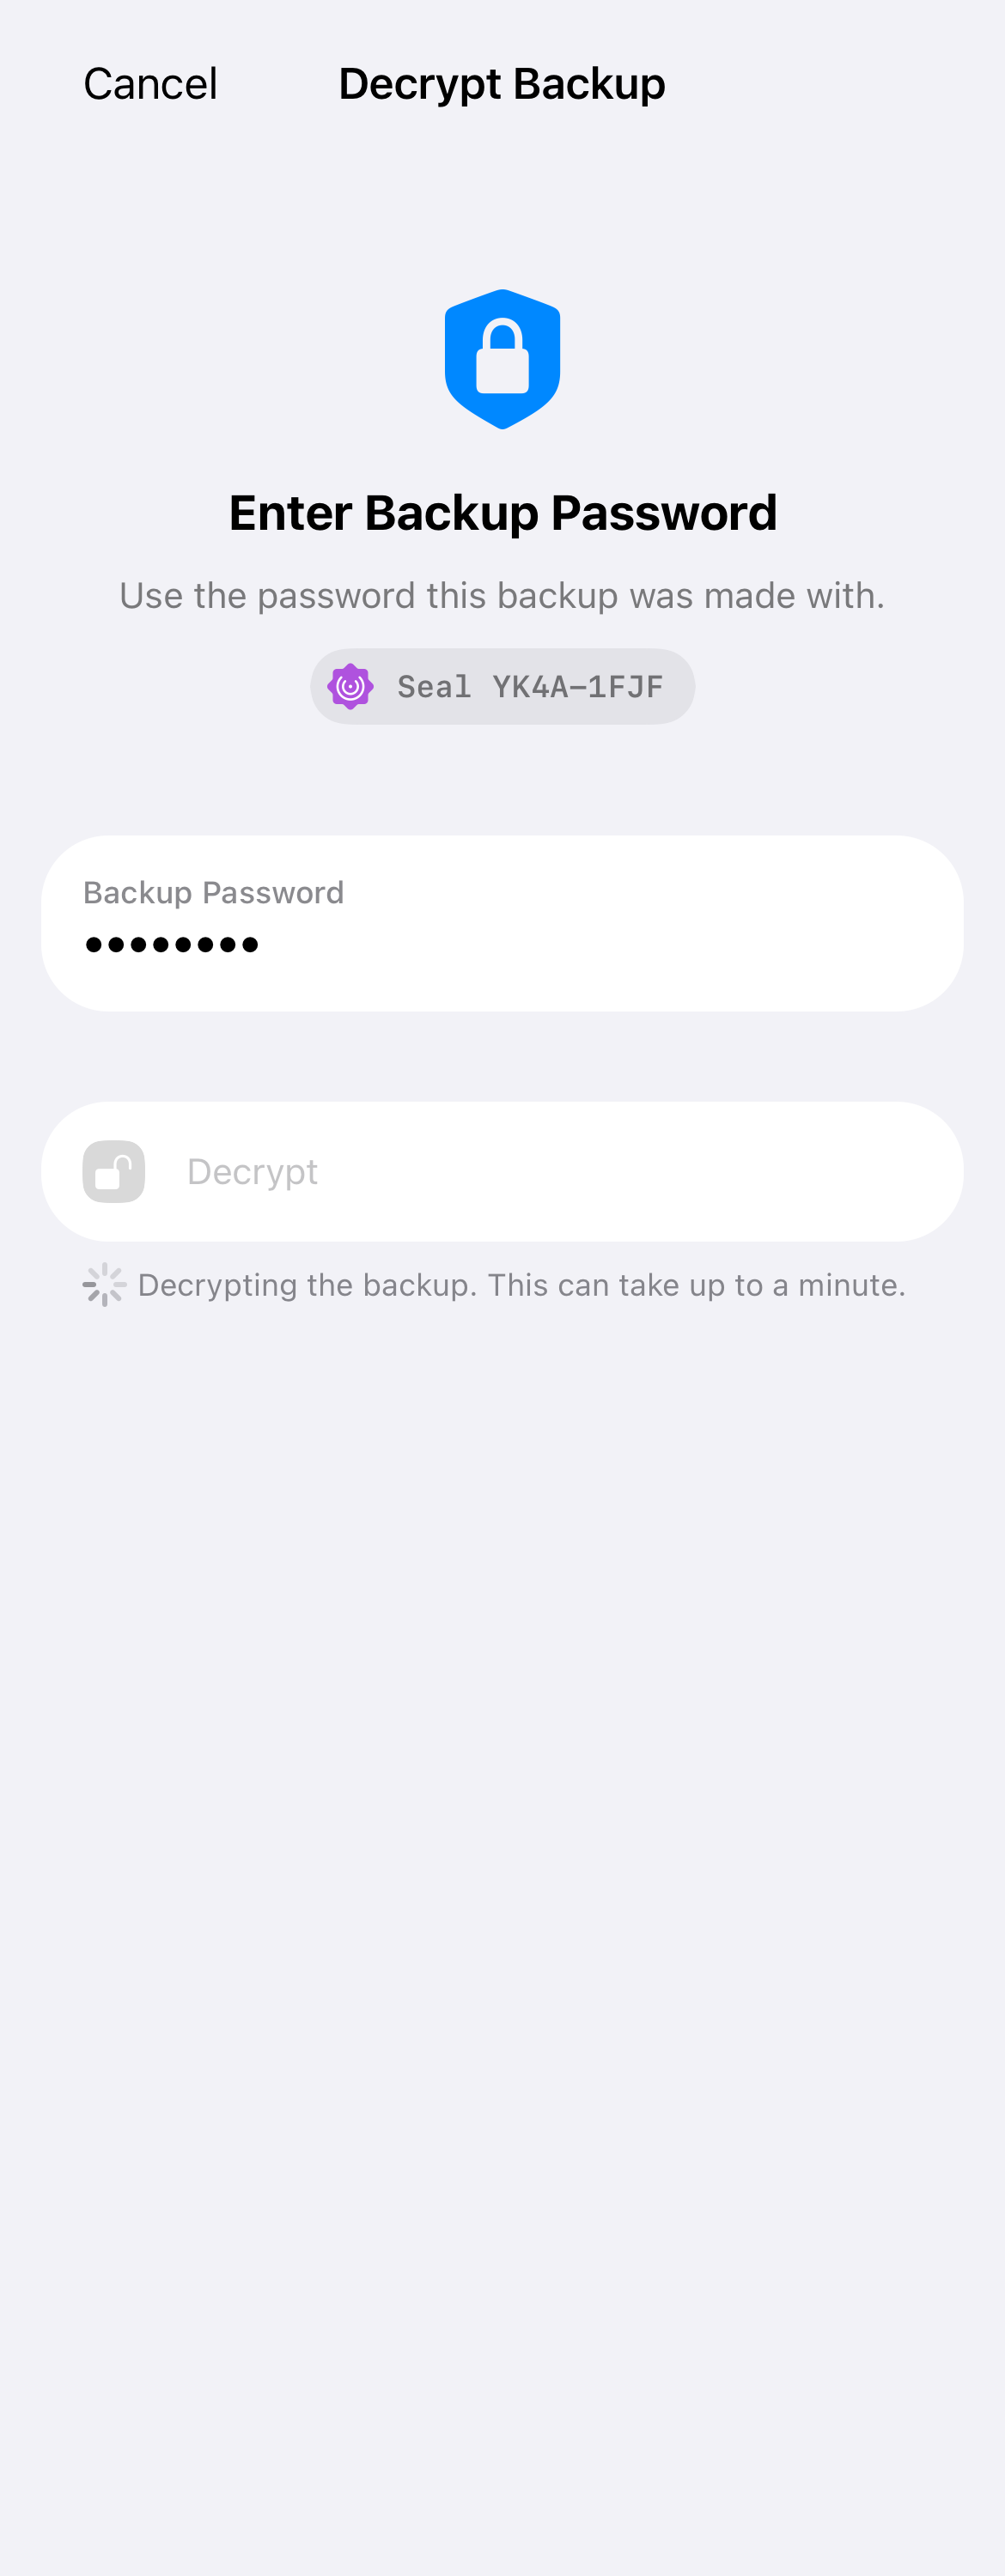 Cancel
Decrypt Backup
Enter Backup Password
Use the password this backup was made with.
Seal YK4A–1FJF
Backup Password
••••••••
Decrypt
Decrypting the backup. This can take up to a minute.